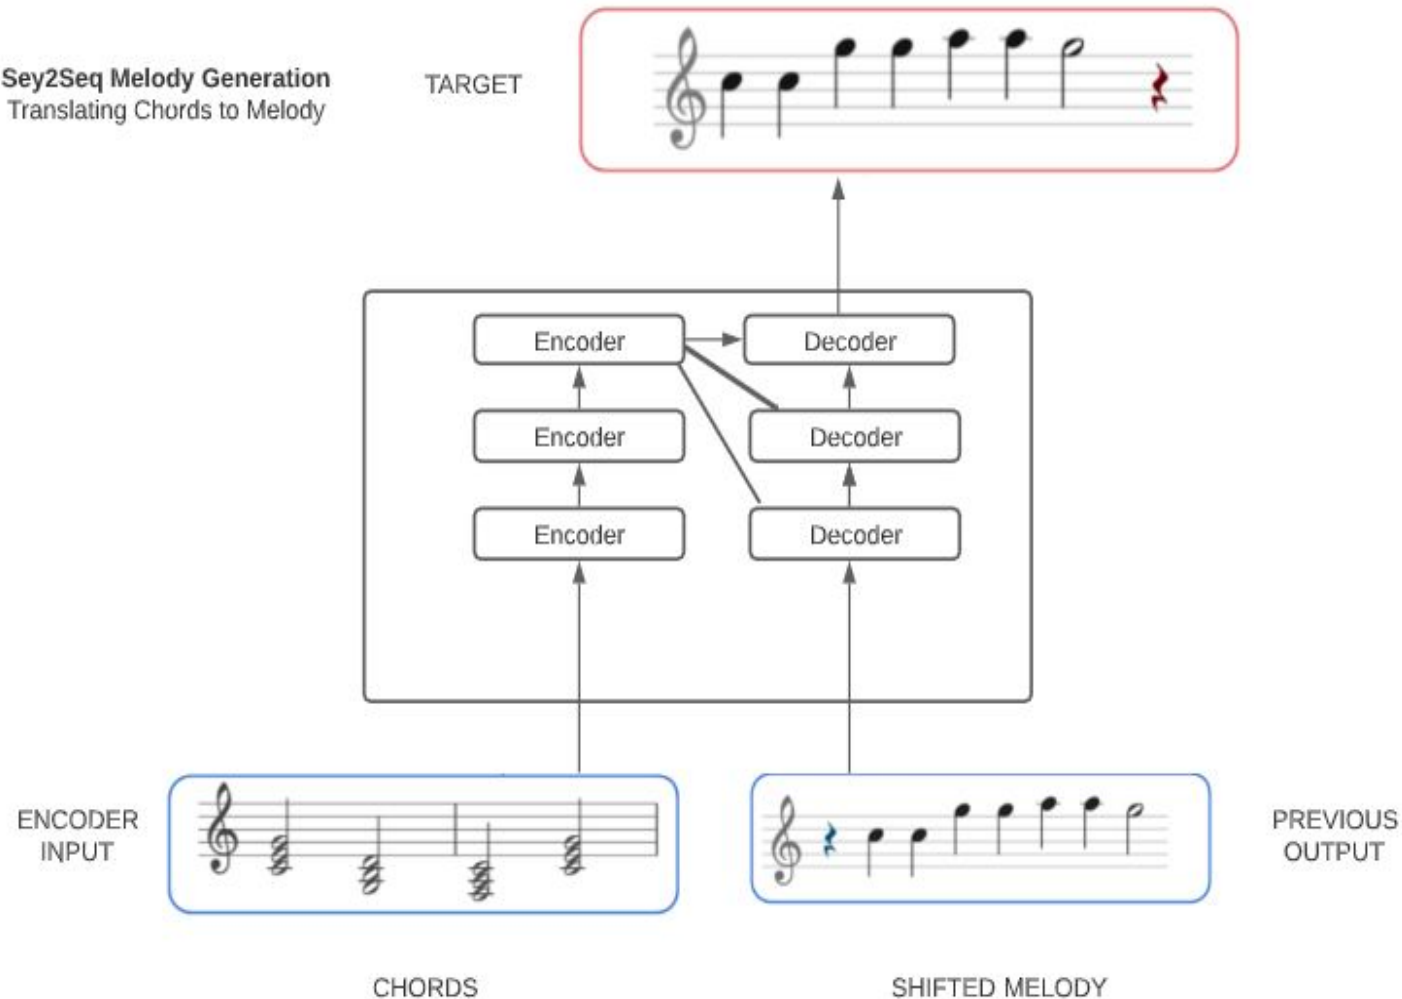 Sey2Seq Melody Generation
Translating Chords to Melody
TARGET
Encoder
Decoder
Encoder
Decoder
Encoder
Decoder
ENCODER
INPUT
PREVIOUS
OUTPUT
CHORDS
SHIFTED MELODY